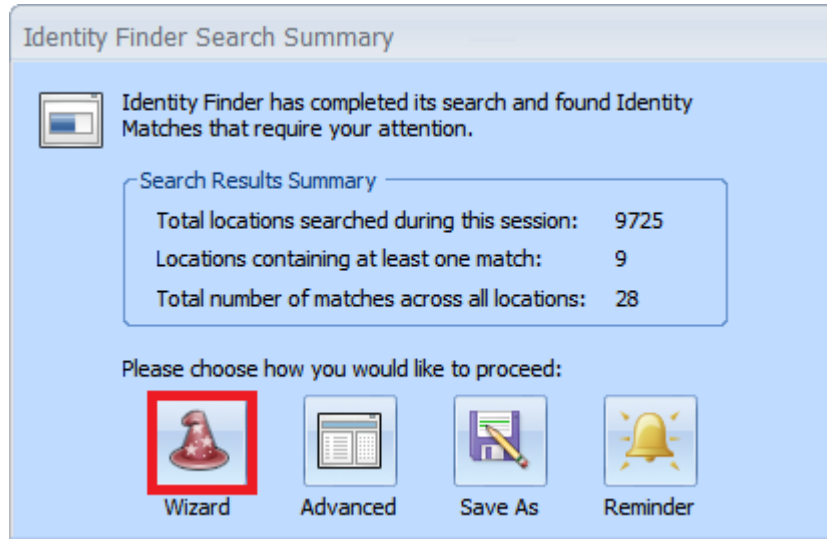 Identity Finder Search Summary
Identity Finder has completed its search and found Identity
Matches that require your attention.
Search Results Summary
Total locations searched during this session: 9725
Locations containing at least one match: 9
Total number of matches across all locations: 28
Please choose how you would like to proceed:
Wizard Advanced Save As Reminder